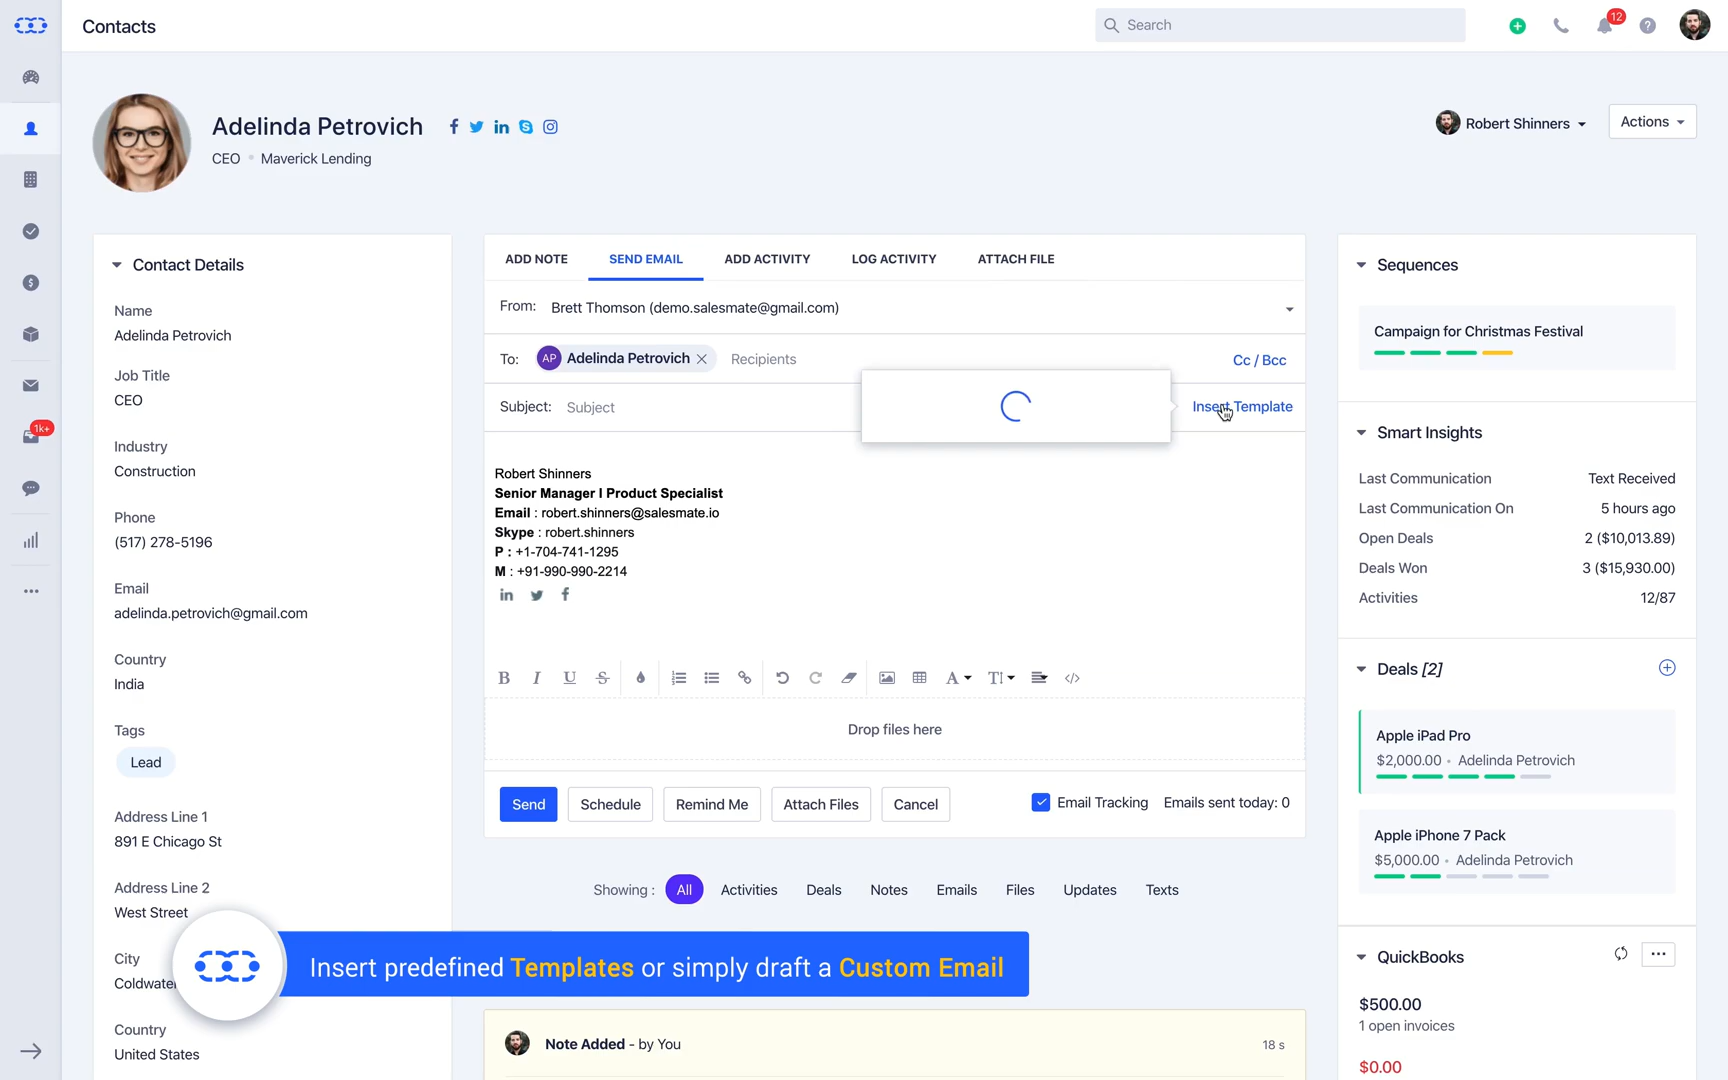 Contacts
Search
12
Adelinda Petrovich
CEO • Maverick Lending
Robert Shinners
Actions
1k+
Contact Details
Name
Adelinda Petrovich
Job Title
CEO
Industry
Construction
Phone
(517) 278-5196
Email
adelinda.petrovich@gmail.com
Country
India
Tags
Lead
Address Line 1
891 E Chicago St
Address Line 2
West Street
City
Coldwater
Country
United States
ADD NOTE SEND EMAIL ADD ACTIVITY LOG ACTIVITY ATTACH FILE
From: Brett Thomson (demo.salesmate@gmail.com)
To: AP Adelinda Petrovich Recipients Cc / Bcc
Subject: Subject Insert Template
Robert Shinners
Senior Manager I Product Specialist
Email : robert.shinners@salesmate.io
Skype : robert.shinners
P : +1-704-741-1295
M : +91-990-990-2214
Drop files here
Send Schedule Remind Me Attach Files Cancel Email Tracking Emails sent today: 0
Showing : All Activities Deals Notes Emails Files Updates Texts
Insert predefined Templates or simply draft a Custom Email
Note Added - by You 18 s
Sequences
Campaign for Christmas Festival
Smart Insights
Last Communication Text Received
Last Communication On 5 hours ago
Open Deals 2 ($10,013.89)
Deals Won 3 ($15,930.00)
Activities 12/87
Deals [2]
Apple iPad Pro
$2,000.00 • Adelinda Petrovich
Apple iPhone 7 Pack
$5,000.00 • Adelinda Petrovich
QuickBooks
$500.00
1 open invoices
$0.00